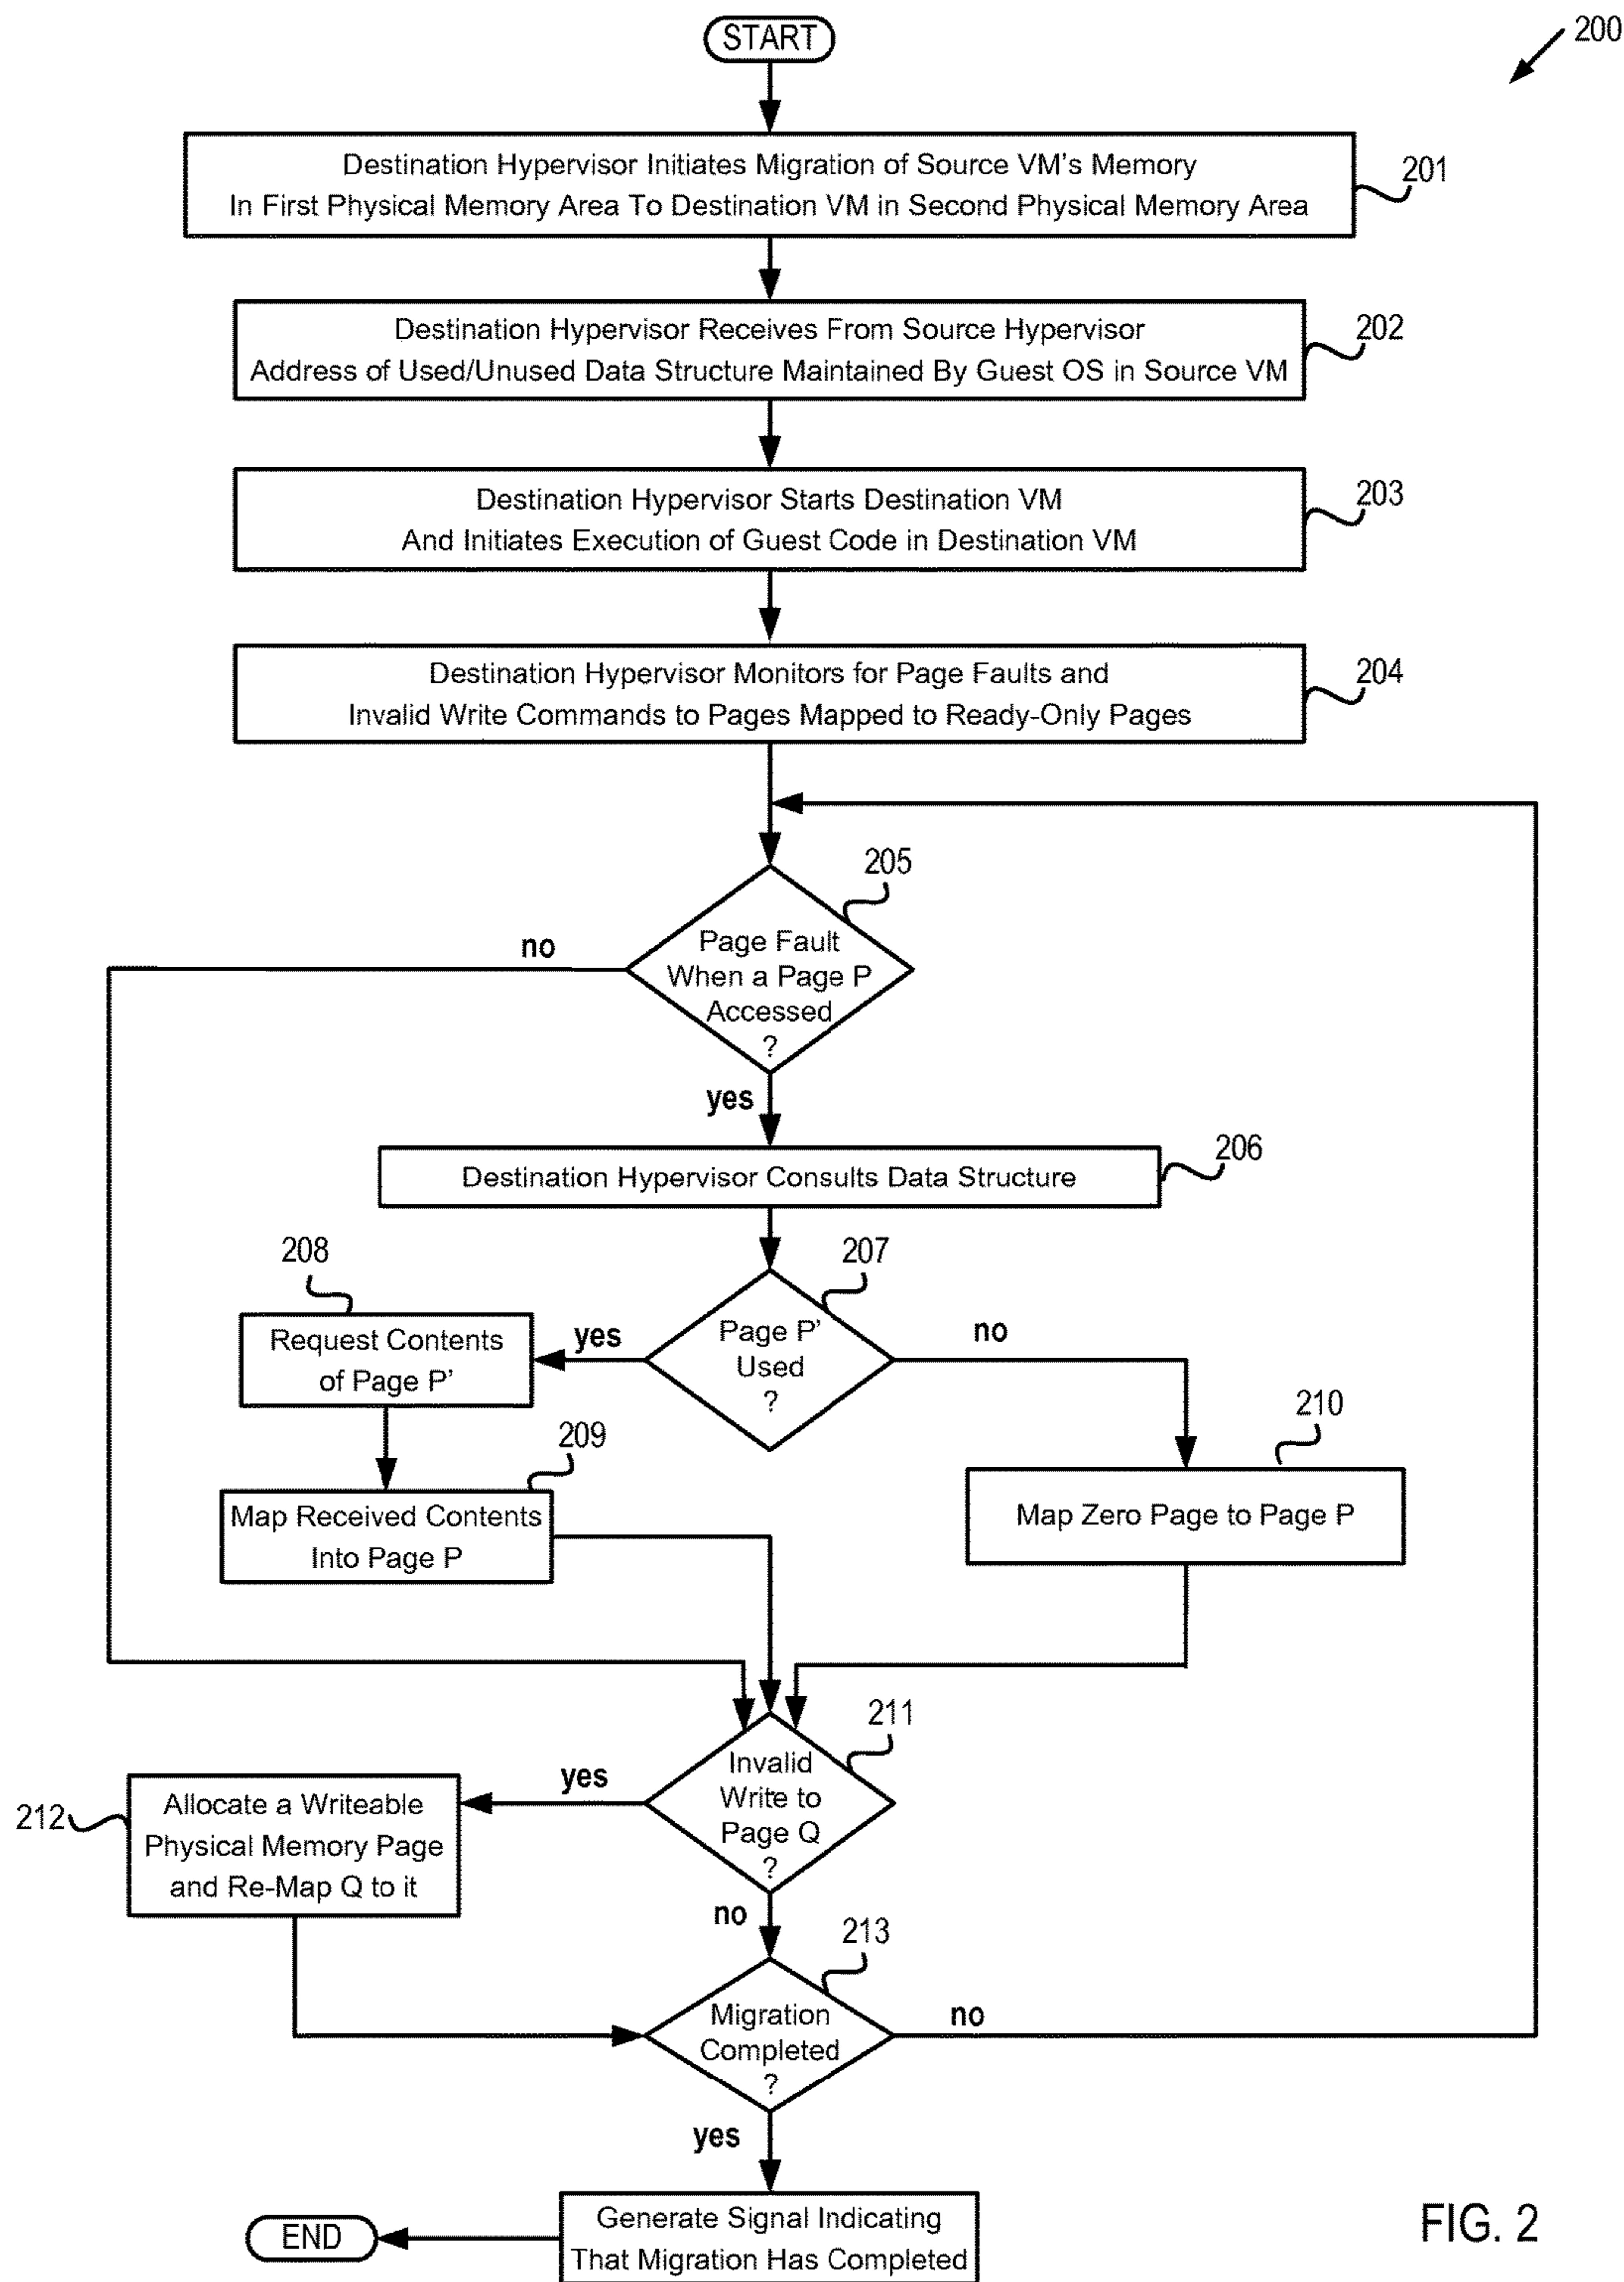 START
200
Destination Hypervisor Initiates Migration of Source VM's Memory
In First Physical Memory Area To Destination VM in Second Physical Memory Area
201
Destination Hypervisor Receives From Source Hypervisor
Address of Used/Unused Data Structure Maintained By Guest OS in Source VM
202
Destination Hypervisor Starts Destination VM
And Initiates Execution of Guest Code in Destination VM
203
Destination Hypervisor Monitors for Page Faults and
Invalid Write Commands to Pages Mapped to Ready-Only Pages
204
205
Page Fault
When a Page P
Accessed
?
no
yes
Destination Hypervisor Consults Data Structure
206
207
Page P'
Used
?
yes
no
208
Request Contents
of Page P'
209
Map Received Contents
Into Page P
210
Map Zero Page to Page P
211
Invalid
Write to
Page Q
?
yes
no
212
Allocate a Writeable
Physical Memory Page
and Re-Map Q to it
213
Migration
Completed
?
no
yes
Generate Signal Indicating
That Migration Has Completed
END
FIG. 2